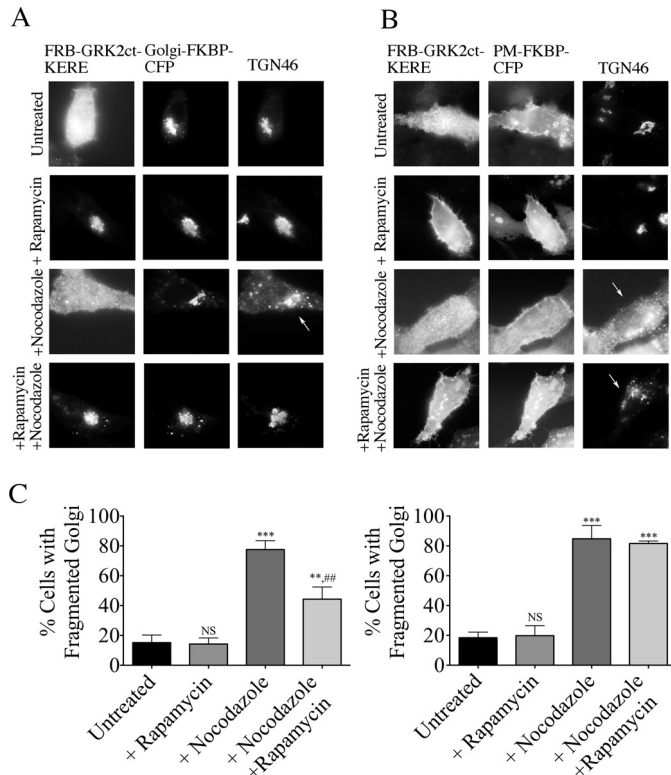 A
FRB-GRK2ct-
KERE
Golgi-FKBP-
CFP
TGN46
Untreated
+ Rapamycin
+Nocodazole
+Rapamycin
+Nocodazole
B
FRB-GRK2ct-
KERE
PM-FKBP-
CFP
TGN46
Untreated
+ Rapamycin
+Nocodazole
+Rapamycin
+Nocodazole
C
% Cells with
Fragmented Golgi
100
80
60
40
20
0
NS
***
**,##
Untreated
+ Rapamycin
+ Nocodazole
+ Nocodazole
+Rapamycin
% Cells with
Fragmented Golgi
100
80
60
40
20
0
NS
***
***
Untreated
+ Rapamycin
+ Nocodazole
+ Nocodazole
+Rapamycin